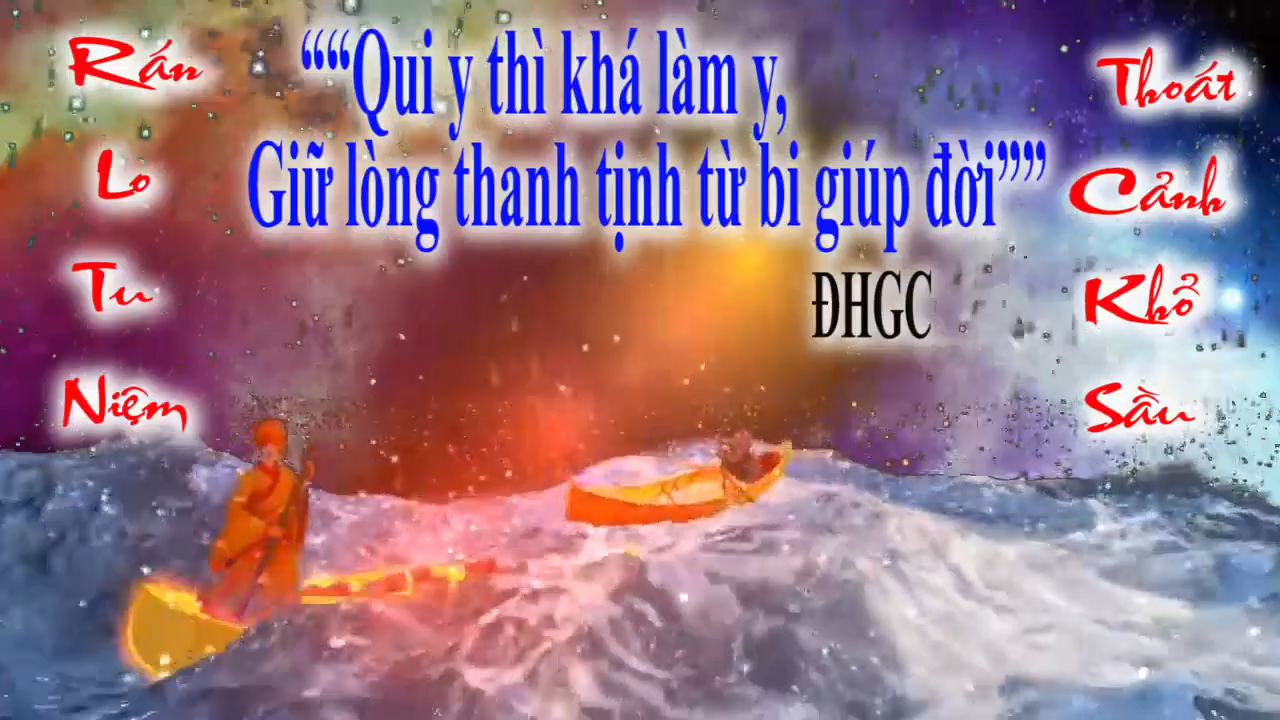 Rán
Lo
Tu
Niệm
““Qui y thì khá làm y,
Giữ lòng thanh tịnh từ bi giúp đời””
ĐHGC
Thoát
Cảnh
Khổ
Sầu